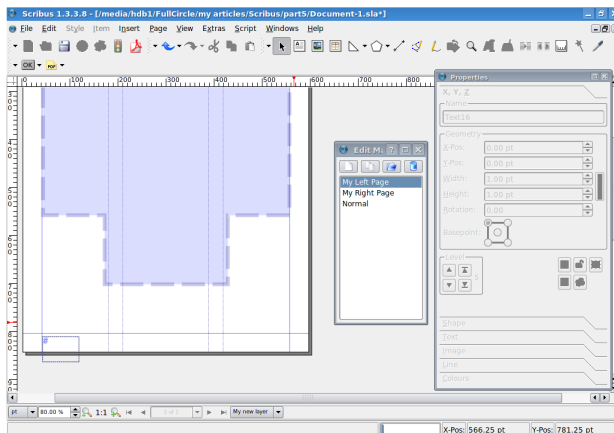 Scribus 1.3.3.8 - [/media/hdb1/FullCircle/my articles/Scribus/part5/Document-1.sla*]
File Edit Style Item Insert Page View Extras Script Windows Help
OK PDF
0 100 200 300 400 500 600 700 800
Properties
X, Y, Z
Name
Text16
Geometry
X-Pos: 0.00 pt
Y-Pos: 0.00 pt
Width: 1.00 pt
Height: 1.00 pt
Rotation: 0.00
Basepoint:
Level
Shape
Text
Image
Line
Colours
Edit M
My Left Page
My Right Page
Normal
#
pt 80.00 % 1:1 1 of 1 My new layer
X-Pos: 566.25 pt Y-Pos: 781.25 pt